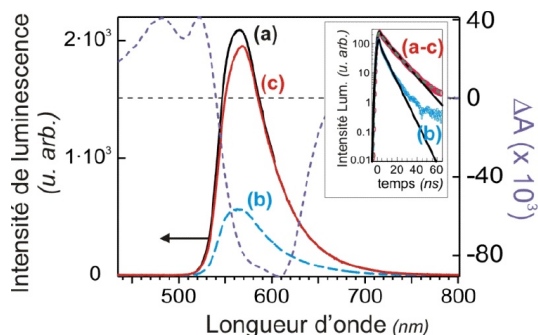 Intensité de luminescence
(u. arb.)
2·10³
1·10³
0
(a)
(c)
(b)
Intensité Lum. (u. arb.)
100
10
1
0.1
0.01
(a-c)
(b)
0 20 40 60
temps (ns)
40
0
-40
-80
ΔA (x 10³)
500 600 700 800
Longueur d'onde (nm)